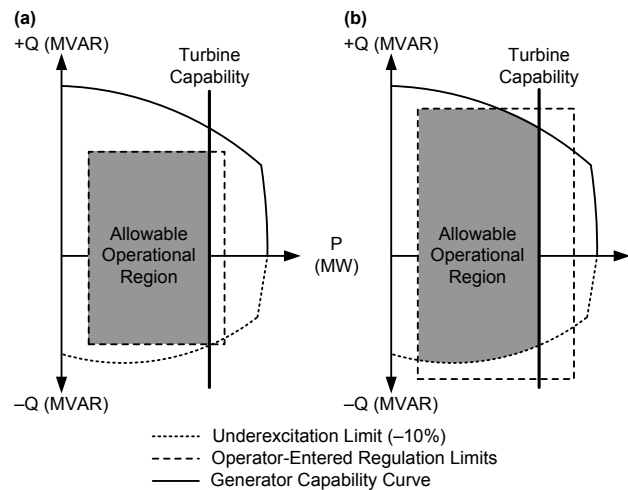 (a)
+Q (MVAR)
Turbine
Capability
Allowable
Operational
Region
P
(MW)
–Q (MVAR)
(b)
+Q (MVAR)
Turbine
Capability
Allowable
Operational
Region
–Q (MVAR)
Underexcitation Limit (–10%)
Operator-Entered Regulation Limits
Generator Capability Curve